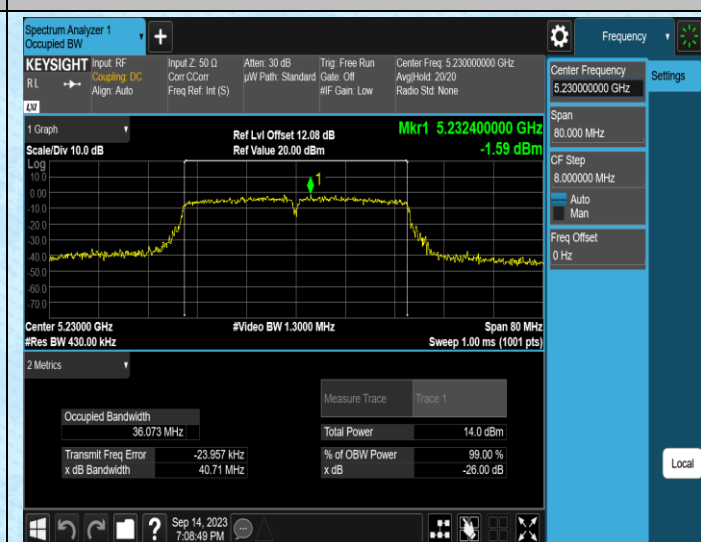 Spectrum Analyzer 1
Occupied BW
Frequency
KEYSIGHT
R L
LXI
Input: RF
Coupling: DC
Align: Auto
Input Z: 50 Ω
Corr CCorr
Freq Ref: Int (S)
Atten: 30 dB
µW Path: Standard
Trig: Free Run
Gate: Off
#IF Gain: Low
Center Freq: 5.230000000 GHz
Avg|Hold: 20/20
Radio Std: None
1 Graph
Scale/Div 10.0 dB
Ref Lvl Offset 12.08 dB
Ref Value 20.00 dBm
Mkr1 5.232400000 GHz
-1.59 dBm
Log
10.0
0.00
-10.0
-20.0
-30.0
-40.0
-50.0
-60.0
-70.0
1
Center 5.23000 GHz
#Res BW 430.00 kHz
#Video BW 1.3000 MHz
Span 80 MHz
Sweep 1.00 ms (1001 pts)
2 Metrics
Measure Trace
Trace 1
Occupied Bandwidth
36.073 MHz
Total Power
14.0 dBm
Transmit Freq Error
-23.957 kHz
% of OBW Power
99.00 %
x dB Bandwidth
40.71 MHz
x dB
-26.00 dB
Center Frequency
5.230000000 GHz
Span
80.000 MHz
CF Step
8.000000 MHz
Auto
Man
Freq Offset
0 Hz
Settings
Local
?
Sep 14, 2023
7:08:49 PM